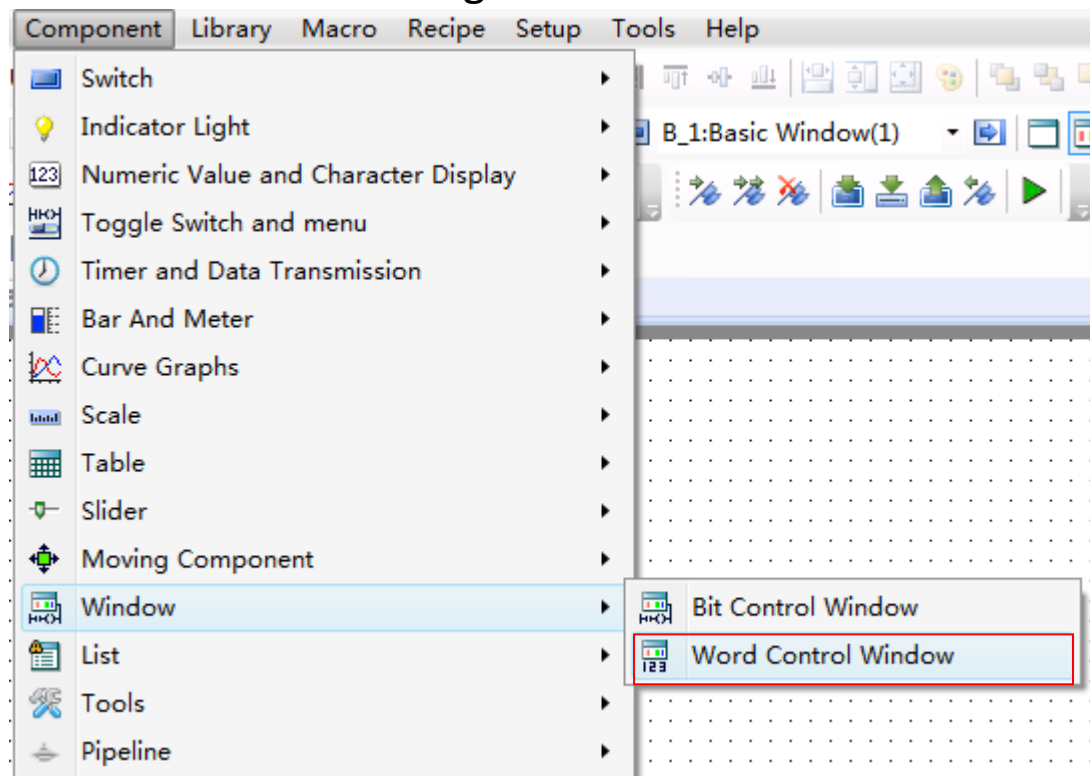 Component Library Macro Recipe Setup Tools Help
Switch
Indicator Light
B_1:Basic Window(1)
123 Numeric Value and Character Display
Toggle Switch and menu
Timer and Data Transmission
Bar And Meter
Curve Graphs
Scale
Table
Slider
Moving Component
Window
Bit Control Window
List
123 Word Control Window
Tools
Pipeline